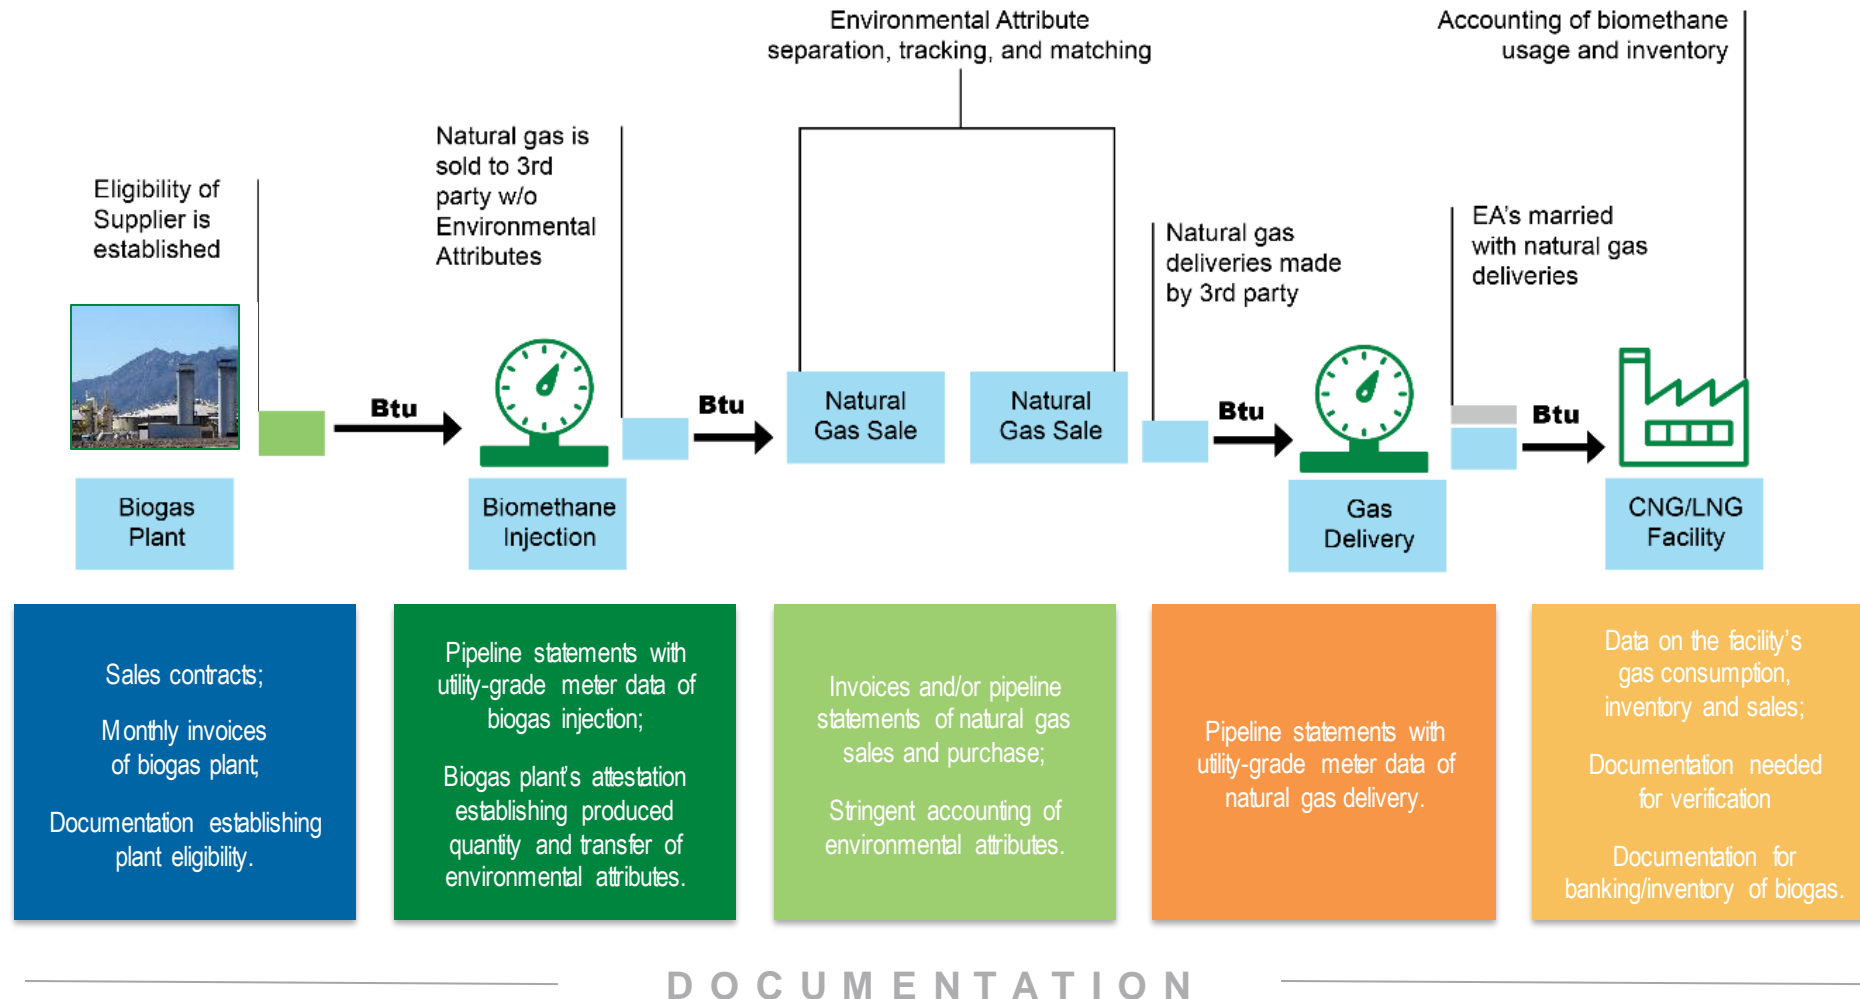 Environmental Attribute
separation, tracking, and matching
Accounting of biomethane
usage and inventory
Natural gas is
sold to 3rd
party w/o
Environmental
Attributes
Eligibility of
Supplier is
established
Natural gas
deliveries made
by 3rd party
EA's married
with natural gas
deliveries
Btu
Btu
Natural
Gas Sale
Natural
Gas Sale
Btu
Btu
Biogas
Plant
Biomethane
Injection
Gas
Delivery
CNG/LNG
Facility
Sales contracts;
Monthly invoices
of biogas plant;
Documentation establishing
plant eligibility.
Pipeline statements with
utility-grade meter data of
biogas injection;
Biogas plant's attestation
establishing produced
quantity and transfer of
environmental attributes.
Invoices and/or pipeline
statements of natural gas
sales and purchase;
Stringent accounting of
environmental attributes.
Pipeline statements with
utility-grade meter data of
natural gas delivery.
Data on the facility's
gas consumption,
inventory and sales;
Documentation needed
for verification
Documentation for
banking/inventory of biogas.
DOCUMENTATION